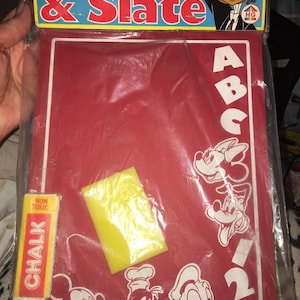 & Slate
ABC
12
NON
TOXIC
CHALK